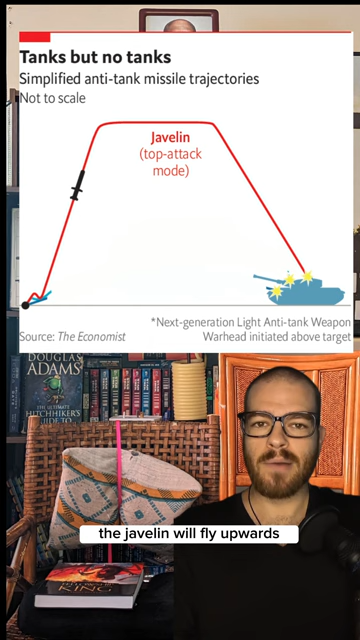 Tanks but no tanks
Simplified anti-tank missile trajectories
Not to scale
Javelin
(top-attack
mode)
*Next-generation Light Anti-tank Weapon
Source: The Economist
Warhead initiated above target
DOUGLAS
ADAMS
THE ULTIMATE
HITCHHIKER'S GUIDE TO
the javelin will fly upwards
KING